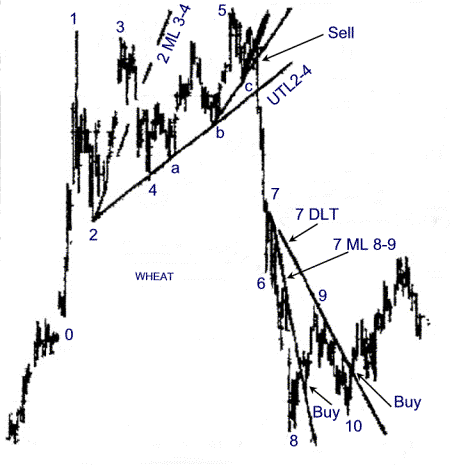 1
3
2 ML 3-4
5
Sell
c
UTL2-4
b
a
4
2
7
7 DLT
7 ML 8-9
WHEAT
6
9
0
Buy
Buy
10
8